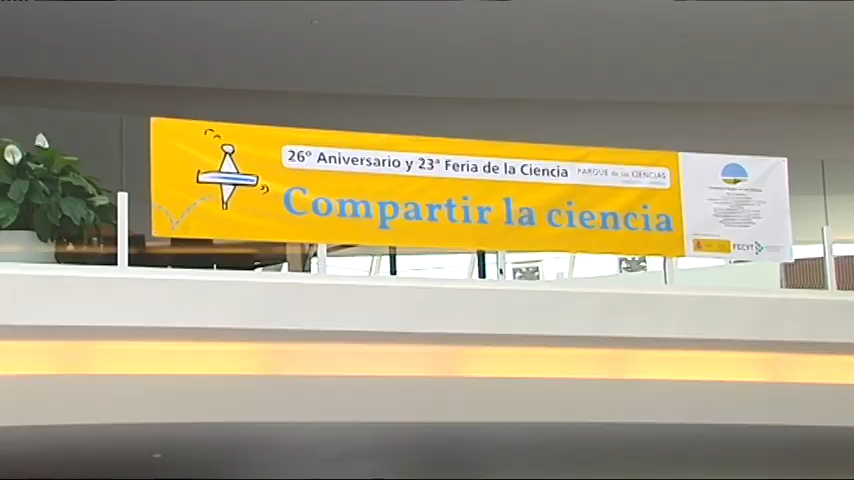 26º Aniversario y 23ª Feria de la Ciencia PARQUE de las CIENCIAS
Compartir la ciencia
FECYT